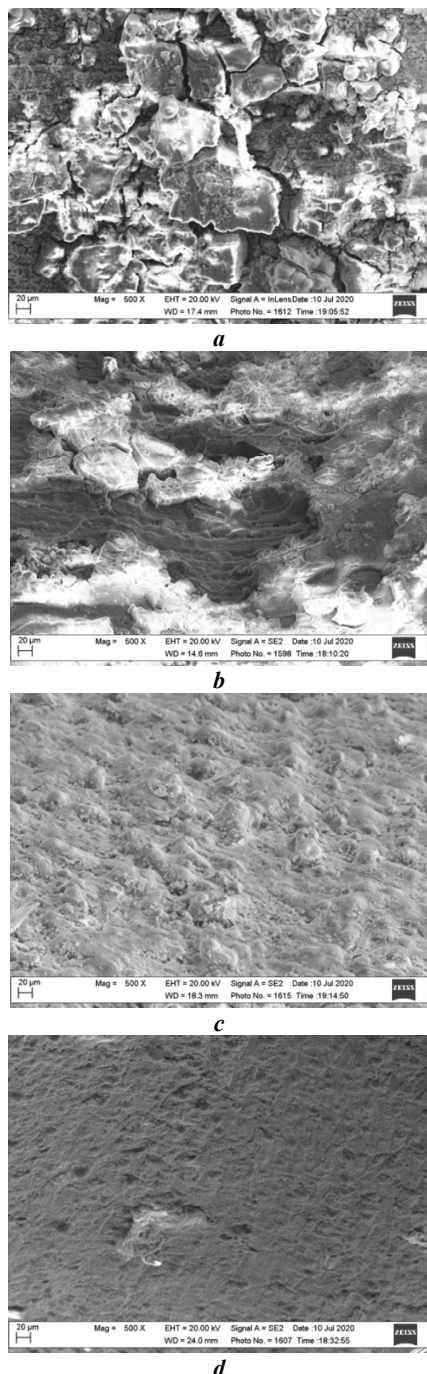 20 µm Mag = 500 X EHT = 20.00 kV Signal A = InLens Date :10 Jul 2020 ZEISS
WD = 17.4 mm Photo No. = 1612 Time :19:05:52
a
20 µm Mag = 500 X EHT = 20.00 kV Signal A = SE2 Date :10 Jul 2020 ZEISS
WD = 14.6 mm Photo No. = 1598 Time :18:10:20
b
20 µm Mag = 500 X EHT = 20.00 kV Signal A = SE2 Date :10 Jul 2020 ZEISS
WD = 18.3 mm Photo No. = 1615 Time :19:14:50
c
20 µm Mag = 500 X EHT = 20.00 kV Signal A = SE2 Date :10 Jul 2020 ZEISS
WD = 24.0 mm Photo No. = 1607 Time :18:32:55
d